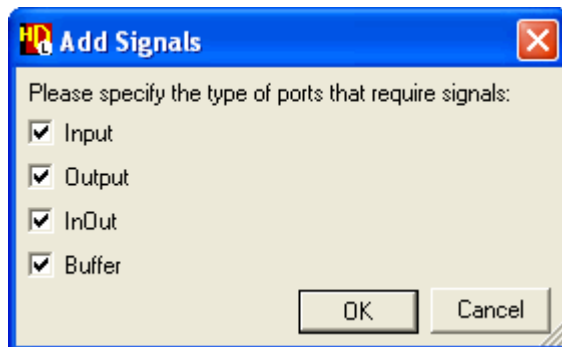 HDL Add Signals
Please specify the type of ports that require signals:
Input
Output
InOut
Buffer
OK Cancel